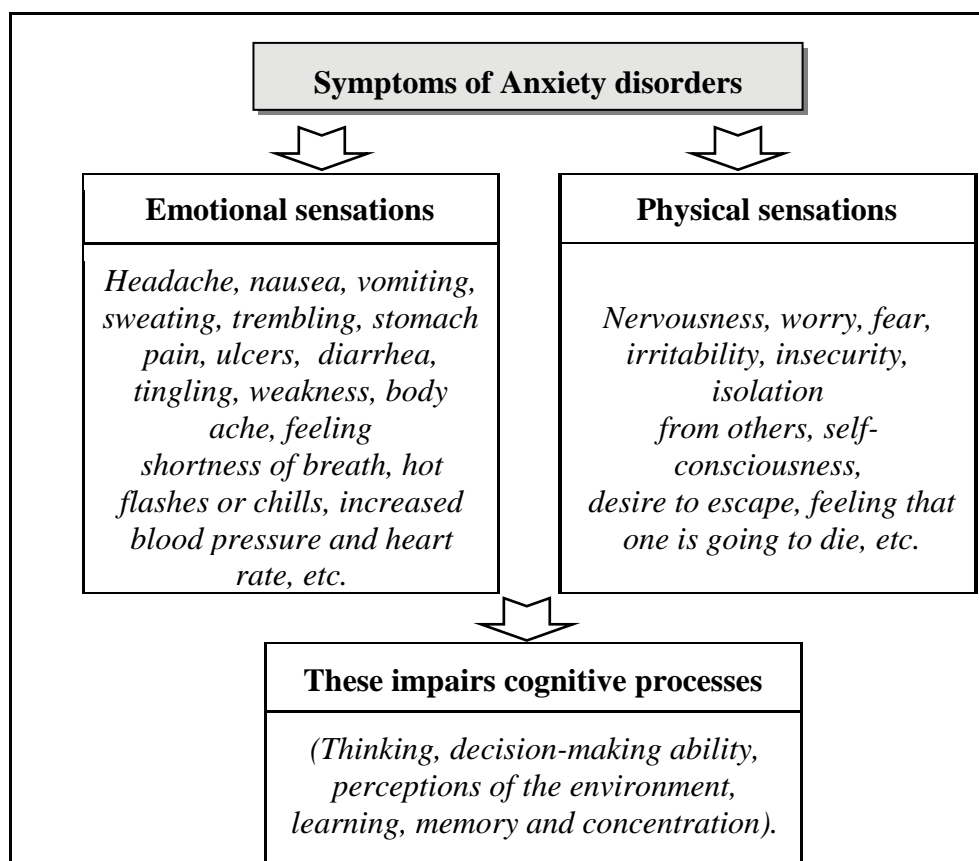 Symptoms of Anxiety disorders
Emotional sensations
Headache, nausea, vomiting,
sweating, trembling, stomach
pain, ulcers, diarrhea,
tingling, weakness, body
ache, feeling
shortness of breath, hot
flashes or chills, increased
blood pressure and heart
rate, etc.
Physical sensations
Nervousness, worry, fear,
irritability, insecurity,
isolation
from others, self-
consciousness,
desire to escape, feeling that
one is going to die, etc.
These impairs cognitive processes
(Thinking, decision-making ability,
perceptions of the environment,
learning, memory and concentration).